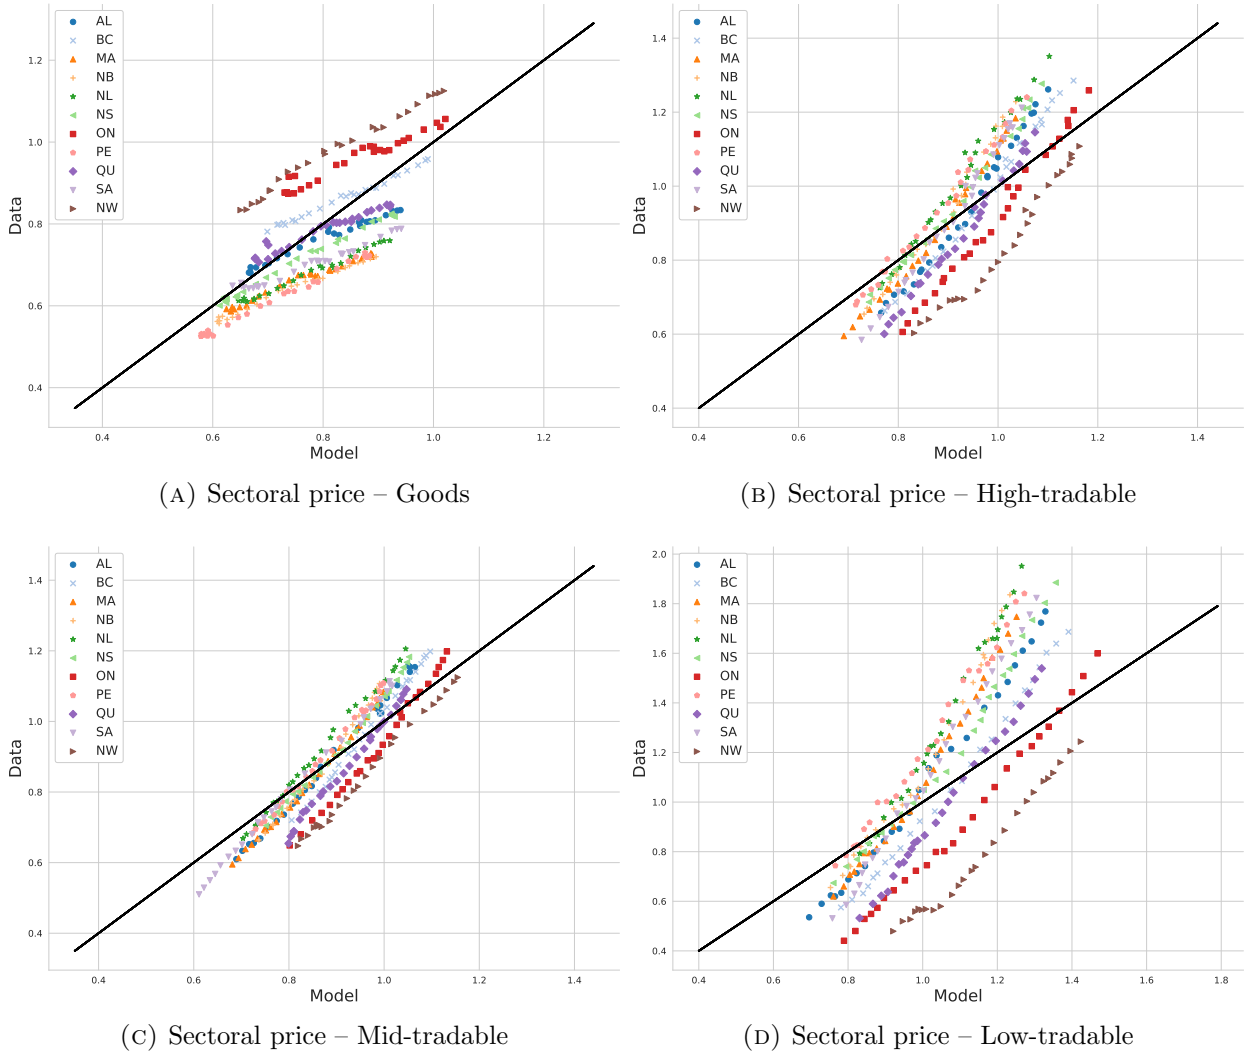 AL
BC
MA
NB
NL
NS
ON
PE
QU
SA
NW
Data
1.2
1.0
0.8
0.6
0.4
0.4 0.6 0.8 1.0 1.2
Model
(A) Sectoral price – Goods
AL
BC
MA
NB
NL
NS
ON
PE
QU
SA
NW
Data
1.4
1.2
1.0
0.8
0.6
0.4
0.4 0.6 0.8 1.0 1.2 1.4
Model
(B) Sectoral price – High-tradable
AL
BC
MA
NB
NL
NS
ON
PE
QU
SA
NW
Data
1.4
1.2
1.0
0.8
0.6
0.4
0.4 0.6 0.8 1.0 1.2 1.4
Model
(C) Sectoral price – Mid-tradable
AL
BC
MA
NB
NL
NS
ON
PE
QU
SA
NW
Data
2.0
1.8
1.6
1.4
1.2
1.0
0.8
0.6
0.4
0.4 0.6 0.8 1.0 1.2 1.4 1.6 1.8
Model
(D) Sectoral price – Low-tradable